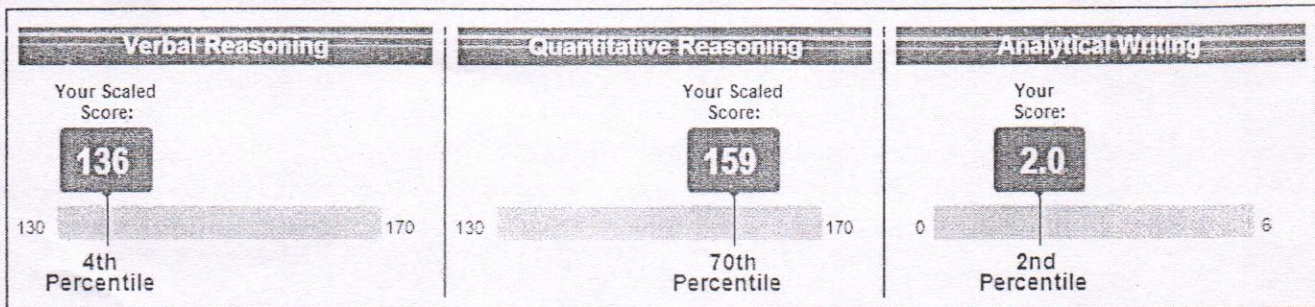 Verbal Reasoning
Your Scaled
Score:
136
130
170
4th
Percentile
Quantitative Reasoning
Your Scaled
Score:
159
130
170
70th
Percentile
Analytical Writing
Your
Score:
2.0
0
6
2nd
Percentile